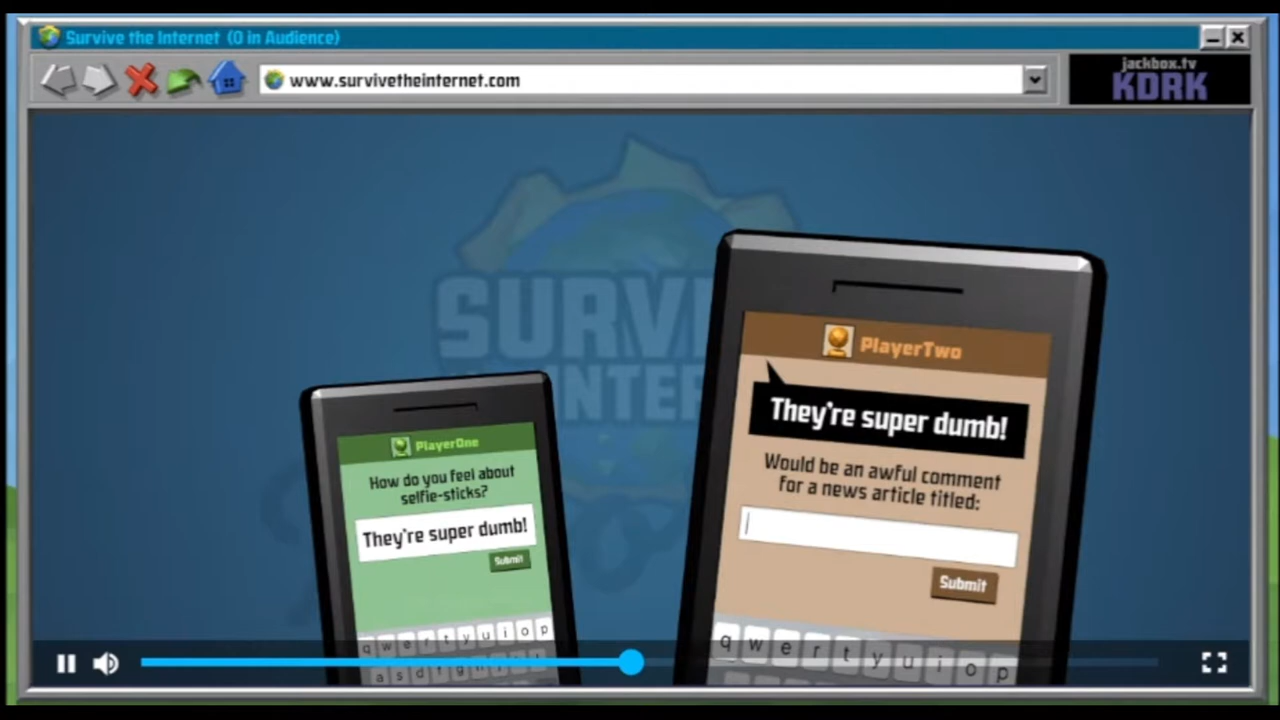 Survive the Internet (0 in Audience)
www.survivetheinternet.com
jackbox.tv
KDRK
SURVI
INTER
PlayerTwo
They're super dumb!
Would be an awful comment
for a news article titled:
Submit
q w e r t y u i o p
PlayerOne
How do you feel about
selfie-sticks?
They're super dumb!
Submit
q w e r t y u i o p
a s d f g h j